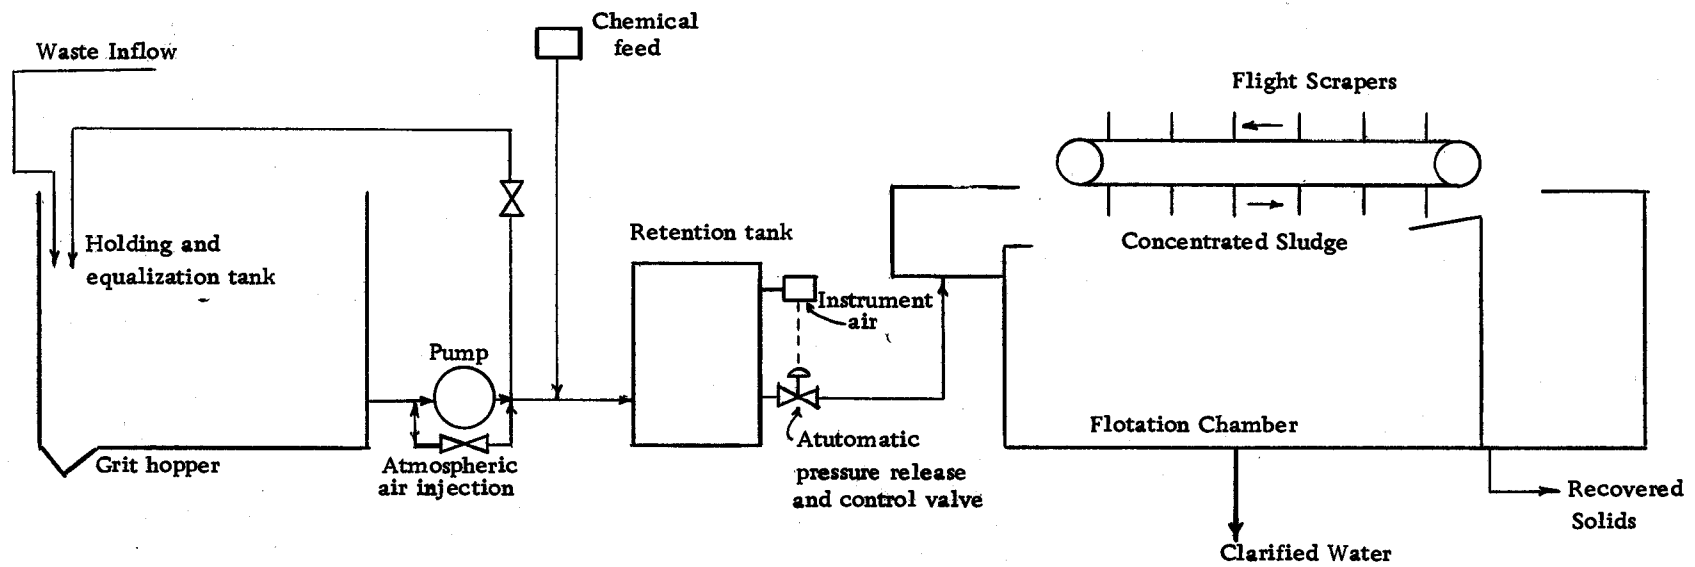 Waste Inflow
Chemical
feed
Flight Scrapers
Holding and
equalization tank
Retention tank
Concentrated Sludge
Instrument
air
Pump
Flotation Chamber
Grit hopper
Atmospheric
air injection
Atutomatic
pressure release
and control valve
Recovered
Solids
Clarified Water